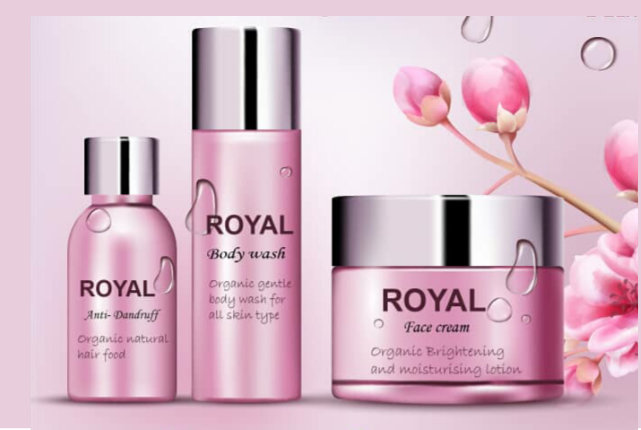 ROYAL
Anti- Dandruff
Organic natural
hair food
ROYAL
Body wash
Organic gentle
body wash for
all skin type
ROYAL
Face cream
Organic Brightening
and moisturising lotion